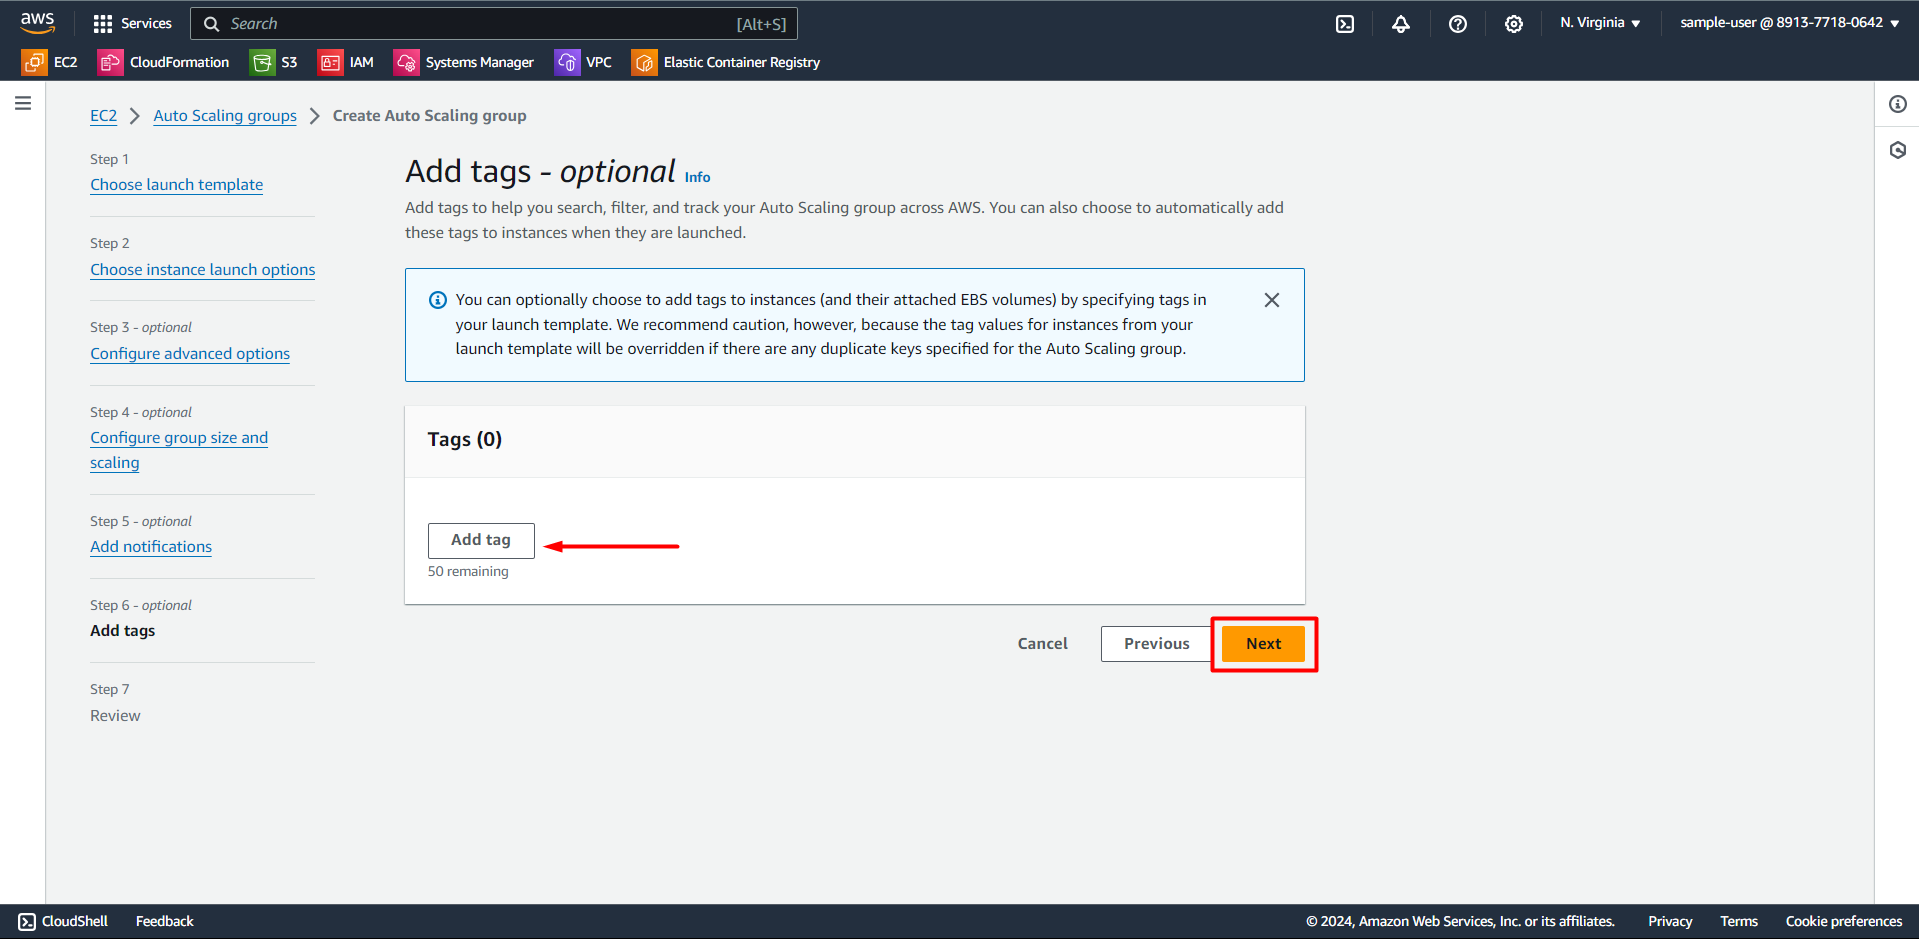 aws
Services
Search [Alt+S]
N. Virginia
sample-user @ 8913-7718-0642
EC2
CloudFormation
S3
IAM
Systems Manager
VPC
Elastic Container Registry
EC2 > Auto Scaling groups > Create Auto Scaling group
Step 1
Choose launch template
Step 2
Choose instance launch options
Step 3 - optional
Configure advanced options
Step 4 - optional
Configure group size and
scaling
Step 5 - optional
Add notifications
Step 6 - optional
Add tags
Step 7
Review
Add tags - optional Info
Add tags to help you search, filter, and track your Auto Scaling group across AWS. You can also choose to automatically add
these tags to instances when they are launched.
You can optionally choose to add tags to instances (and their attached EBS volumes) by specifying tags in
your launch template. We recommend caution, however, because the tag values for instances from your
launch template will be overridden if there are any duplicate keys specified for the Auto Scaling group.
Tags (0)
Add tag
50 remaining
Cancel
Previous
Next
CloudShell
Feedback
© 2024, Amazon Web Services, Inc. or its affiliates.
Privacy
Terms
Cookie preferences